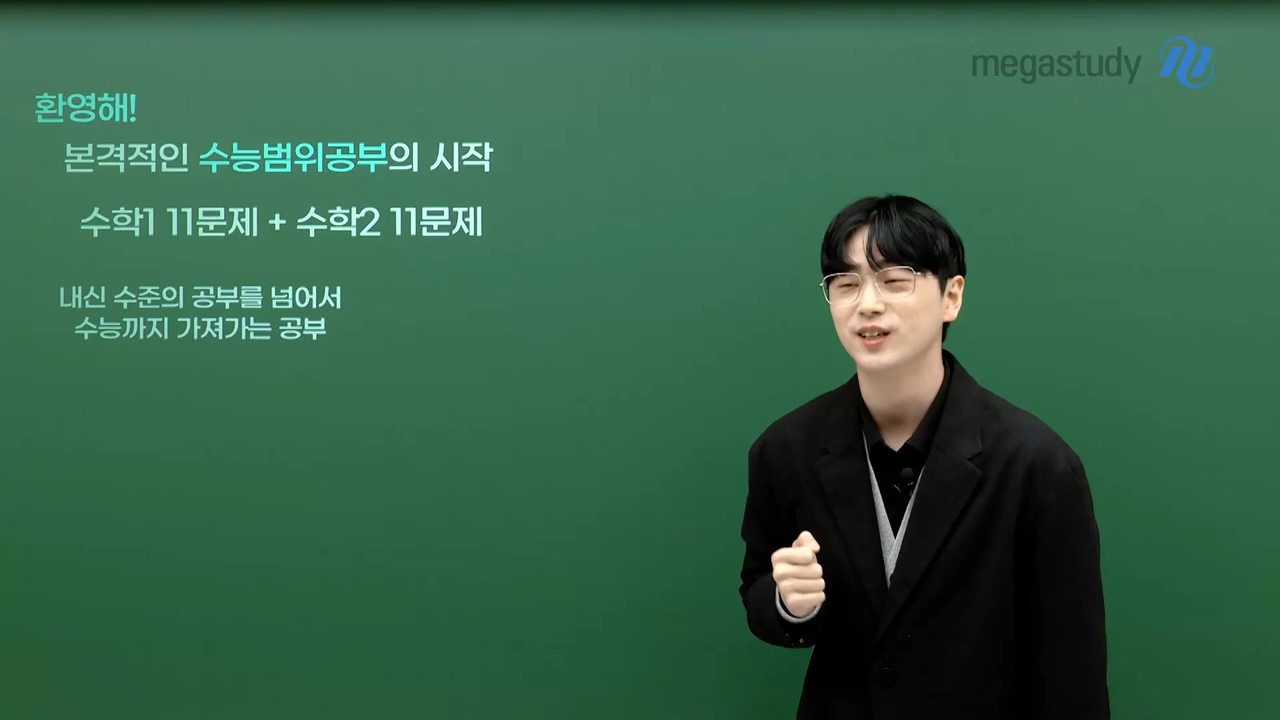 megastudy
환영해!
본격적인 수능범위공부의 시작
수학1 11문제 + 수학2 11문제
내신 수준의 공부를 넘어서
수능까지 가져가는 공부